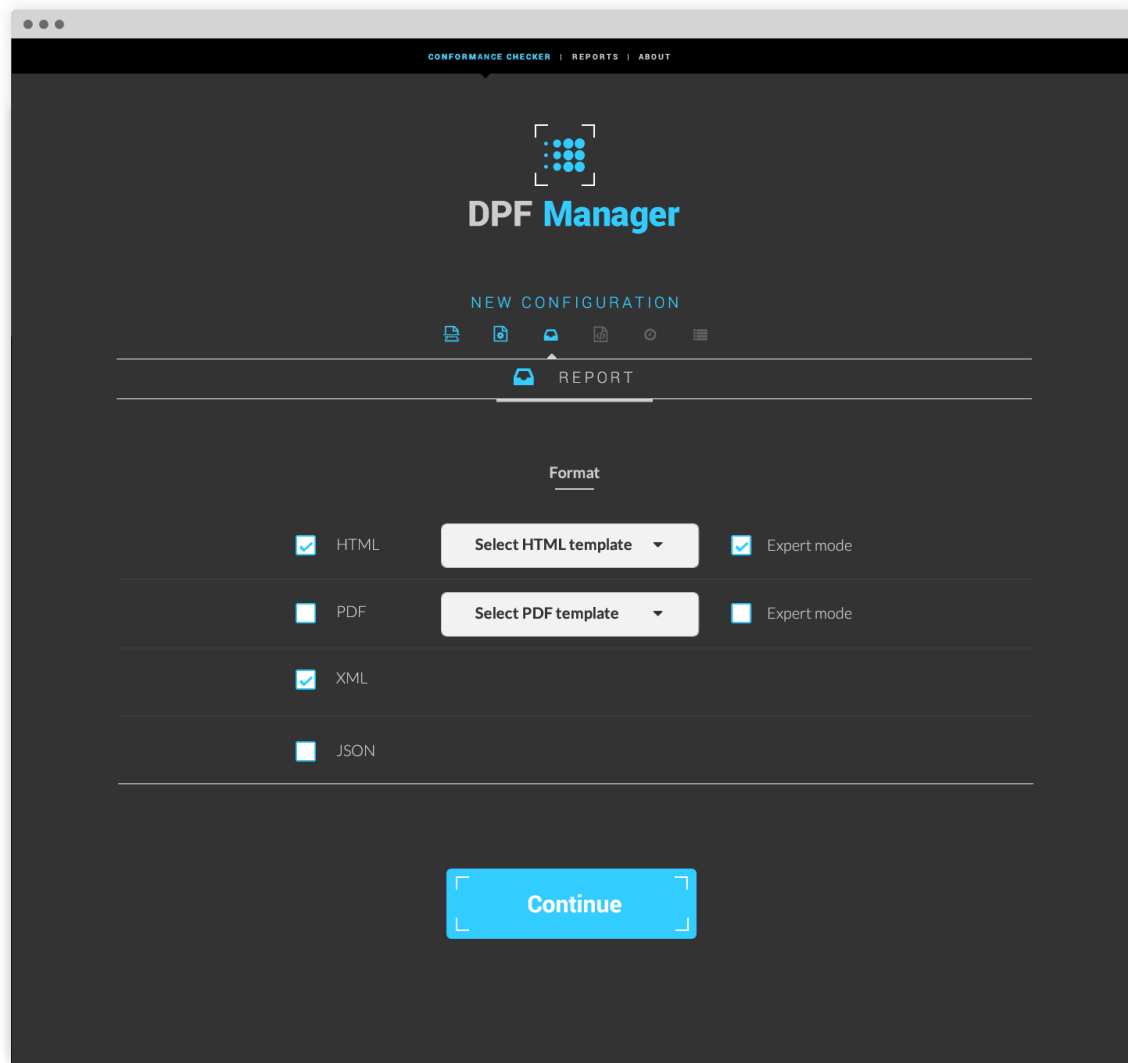 CONFORMANCE CHECKER | REPORTS | ABOUT
DPF Manager
NEW CONFIGURATION
REPORT
Format
HTML Select HTML template Expert mode
PDF Select PDF template Expert mode
XML
JSON
Continue